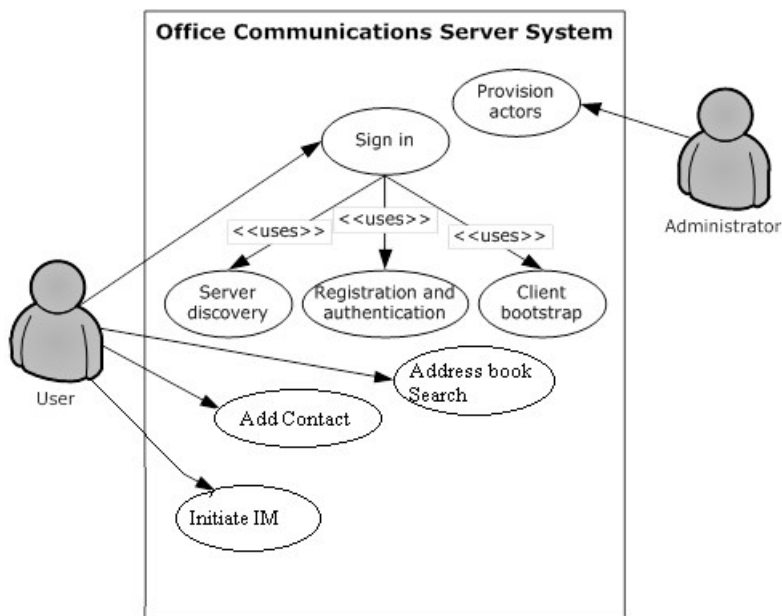 Office Communications Server System
Provision
actors
Sign in
Administrator
<<uses>>
<<uses>>
<<uses>>
Server
discovery
Registration and
authentication
Client
bootstrap
Address book
Search
User
Add Contact
Initiate IM